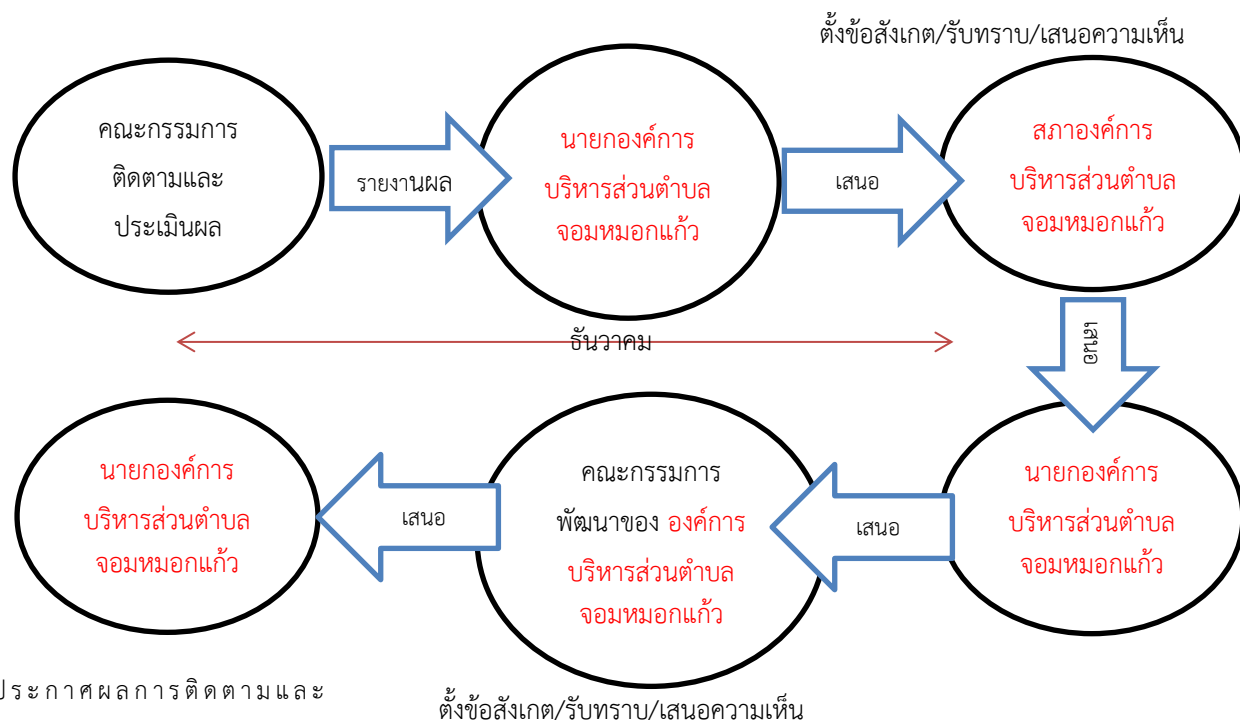 ตั้งข้อสังเกต/รับทราบ/เสนอความเห็น
คณะกรรมการ
ติดตามและ
ประเมินผล
รายงานผล
นายกองค์การ
บริหารส่วนตำบล
จอมหมอกแก้ว
เสนอ
สภาองค์การ
บริหารส่วนตำบล
จอมหมอกแก้ว
เสนอ
ธันวาคม
นายกองค์การ
บริหารส่วนตำบล
จอมหมอกแก้ว
เสนอ
คณะกรรมการ
พัฒนาของ องค์การ
บริหารส่วนตำบล
จอมหมอกแก้ว
เสนอ
นายกองค์การ
บริหารส่วนตำบล
จอมหมอกแก้ว
ประกาศผลการติดตามและ
ตั้งข้อสังเกต/รับทราบ/เสนอความเห็น